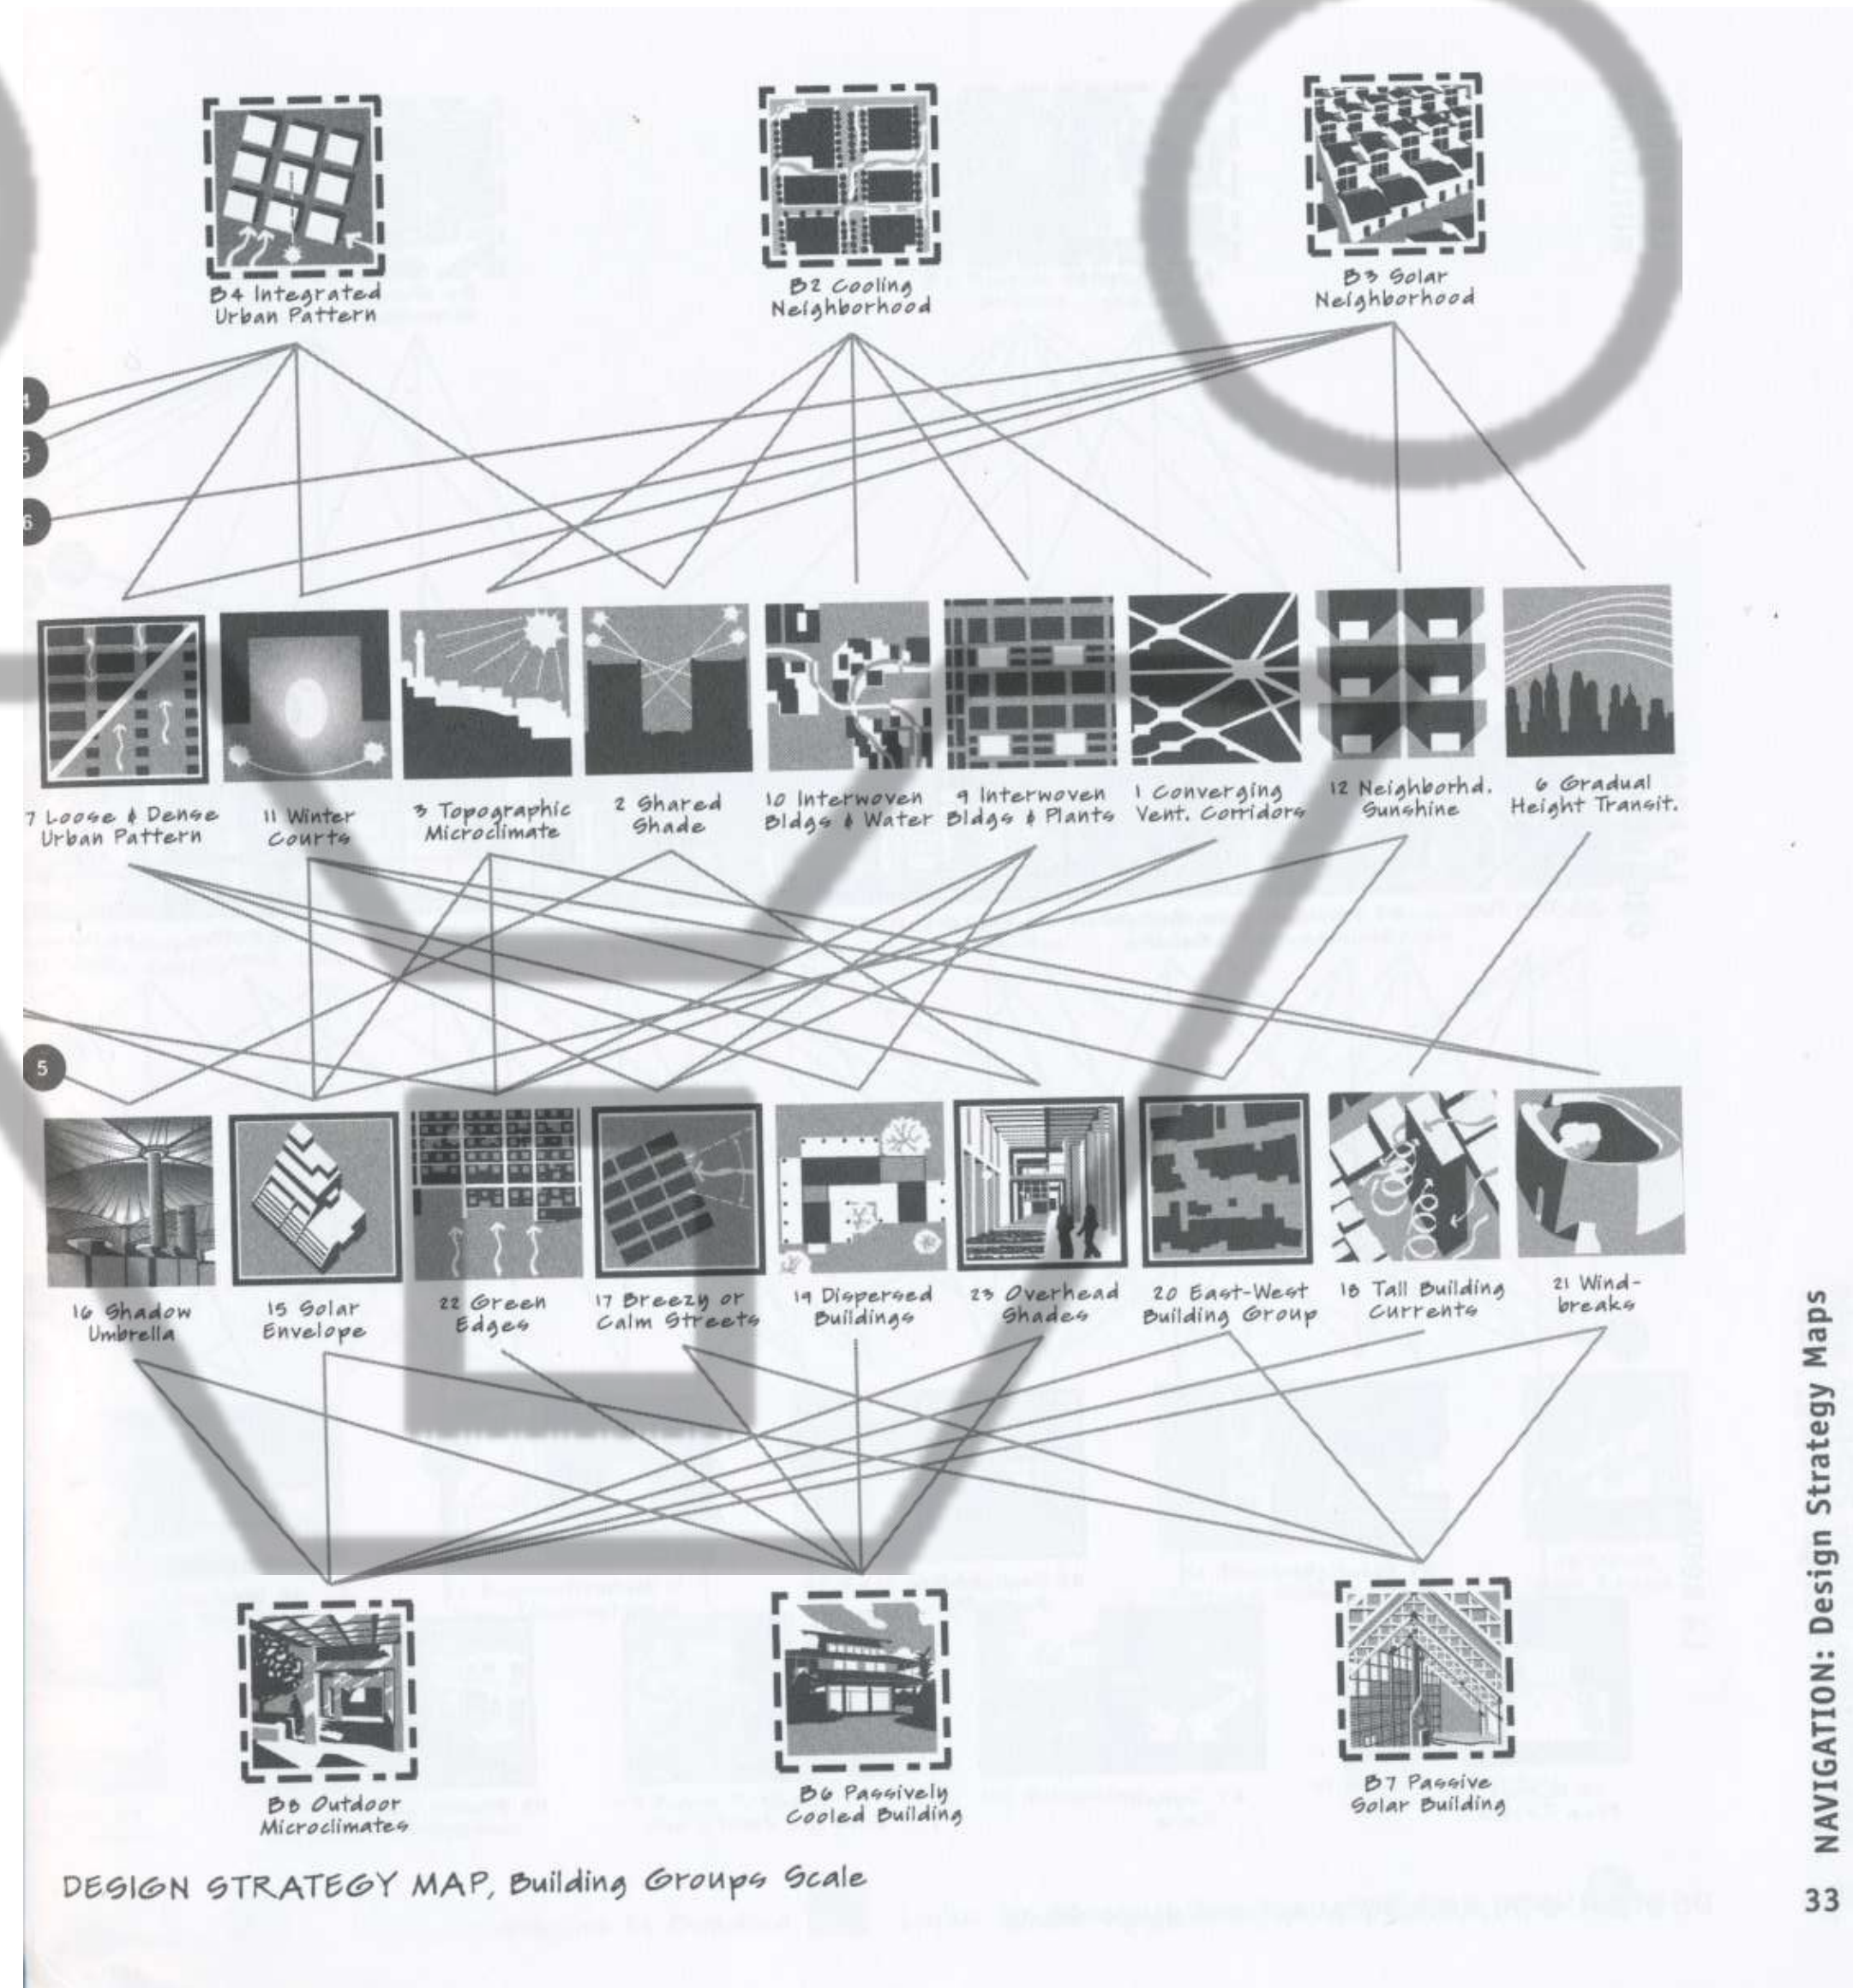 B4 Integrated
Urban Pattern
B2 Cooling
Neighborhood
B3 Solar
Neighborhood
4
5
6
7 Loose & Dense
Urban Pattern
11 Winter
Courts
3 Topographic
Microclimate
2 Shared
Shade
10 Interwoven
Bldgs & Water
9 Interwoven
Bldgs & Plants
1 Converging
Vent. Corridors
12 Neighborhd.
Sunshine
6 Gradual
Height Transit.
5
16 Shadow
Umbrella
15 Solar
Envelope
22 Green
Edges
17 Breezy or
Calm Streets
19 Dispersed
Buildings
23 Overhead
Shades
20 East-West
Building Group
18 Tall Building
Currents
21 Wind-
breaks
B8 Outdoor
Microclimates
B6 Passively
Cooled Building
B7 Passive
Solar Building
DESIGN STRATEGY MAP, Building Groups Scale
NAVIGATION: Design Strategy Maps
33